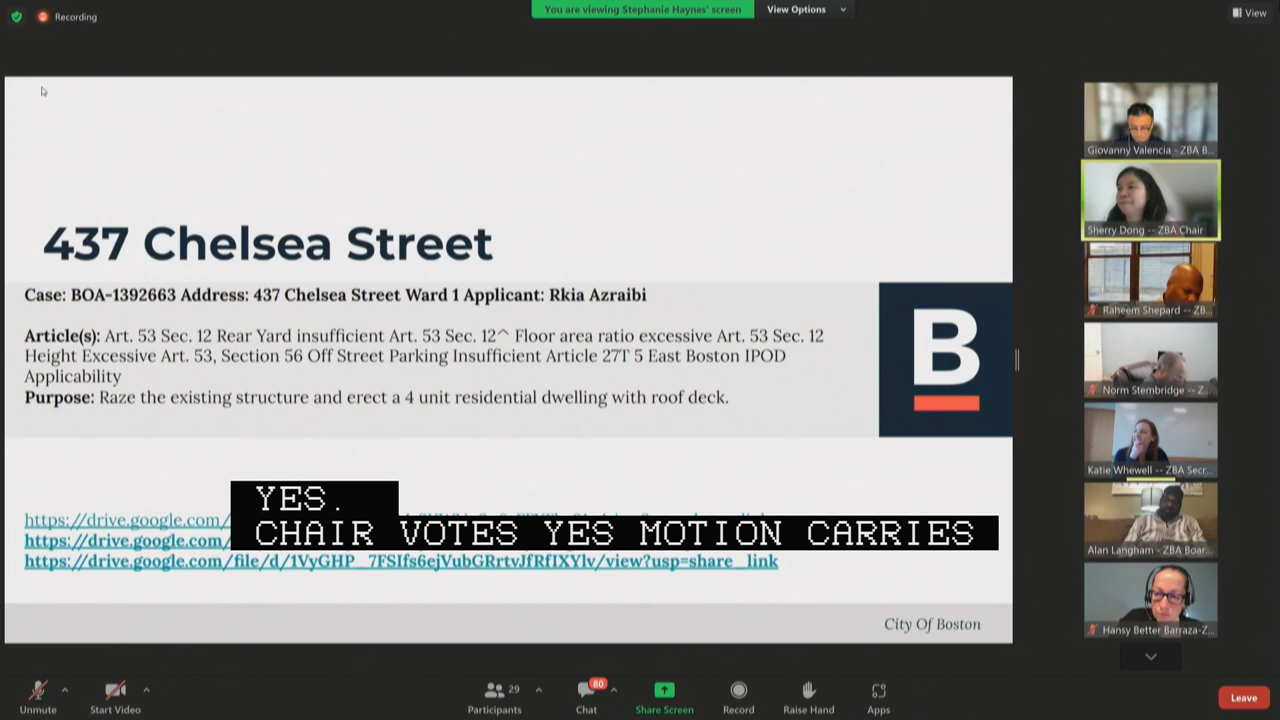 Recording
You are viewing Stephanie Haynes' screen
View Options
View
437 Chelsea Street
Case: BOA-1392663 Address: 437 Chelsea Street Ward 1 Applicant: Rkia Azraibi
Article(s): Art. 53 Sec. 12 Rear Yard insufficient Art. 53 Sec. 12^ Floor area ratio excessive Art. 53 Sec. 12
Height Excessive Art. 53, Section 56 Off Street Parking Insufficient Article 27T 5 East Boston IPOD
Applicability
Purpose: Raze the existing structure and erect a 4 unit residential dwelling with roof deck.
B
https://drive.google.com/
https://drive.google.com/
https://drive.google.com/file/d/1VyGHP_7FSIfs6ejVubGRrtvJfRfIXYlv/view?usp=share_link
YES.
CHAIR VOTES YES MOTION CARRIES
City Of Boston
Giovanny Valencia - ZBA B...
Sherry Dong -- ZBA Chair
Raheem Shepard -- ZB...
Norm Stembridge -- Z...
Katie Whewell -- ZBA Secr...
Alan Langham - ZBA Boar...
Hansy Better Barraza-Z...
Unmute
Start Video
29
Participants
80
Chat
Share Screen
Record
Raise Hand
Apps
Leave